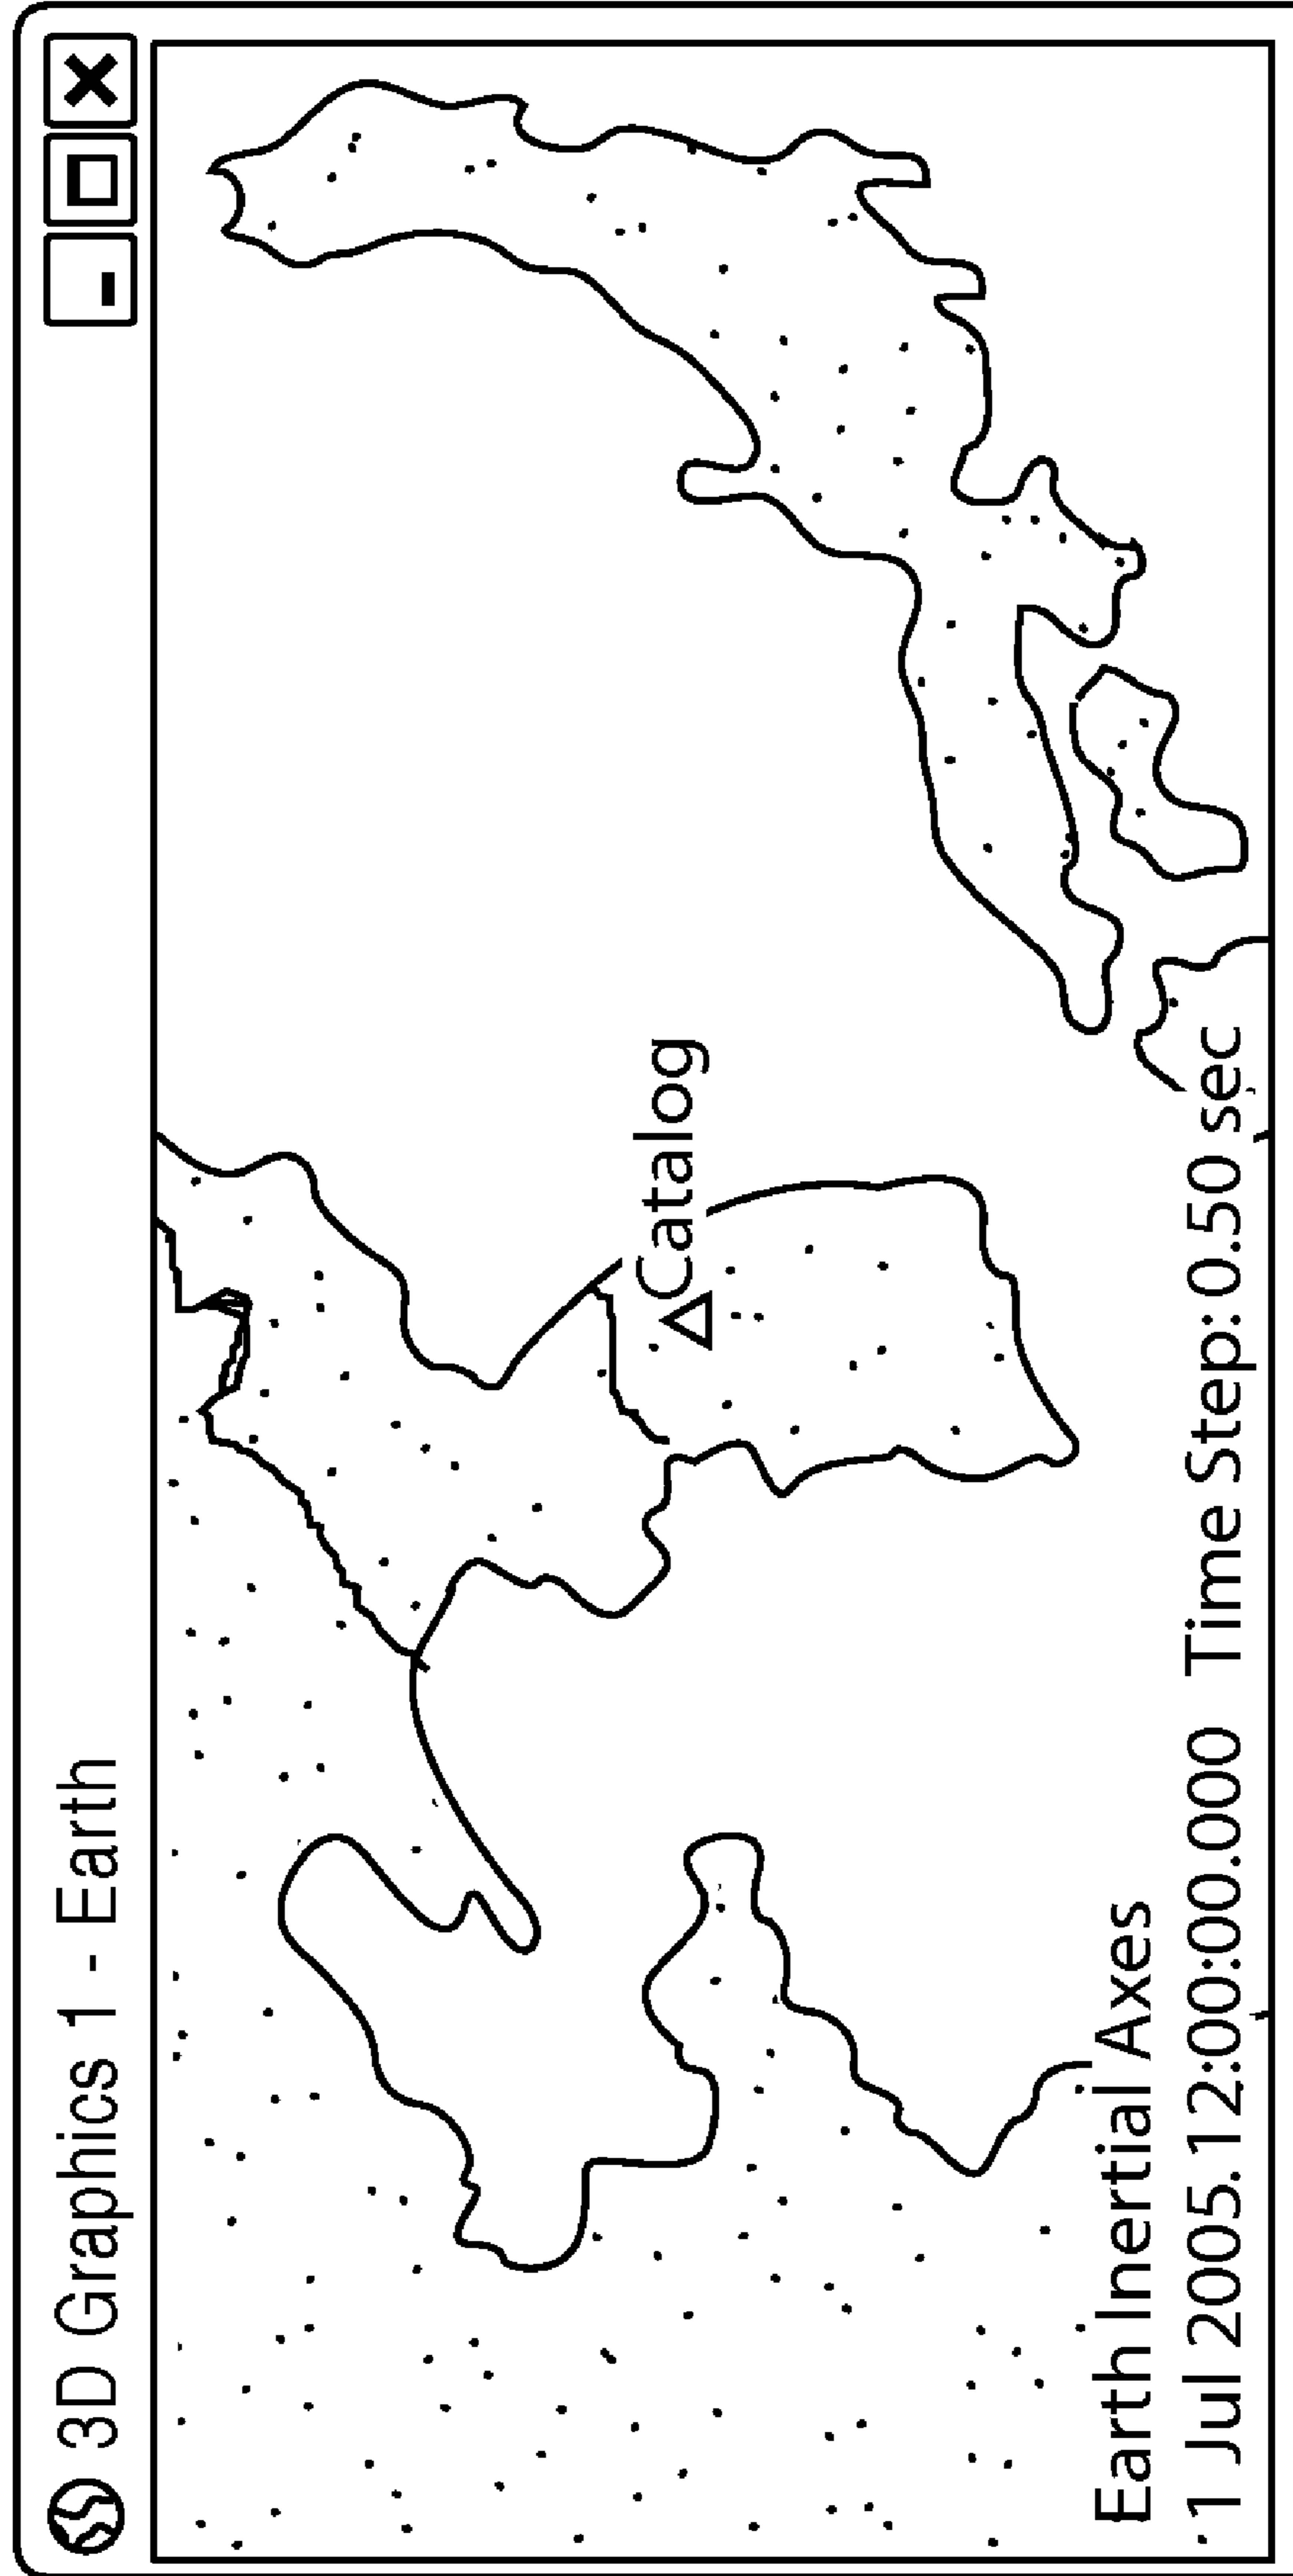 3D Graphics 1 - Earth
Catalog
Earth Inertial Axes
1 Jul 2005. 12:00:00.000 Time Step: 0.50 sec